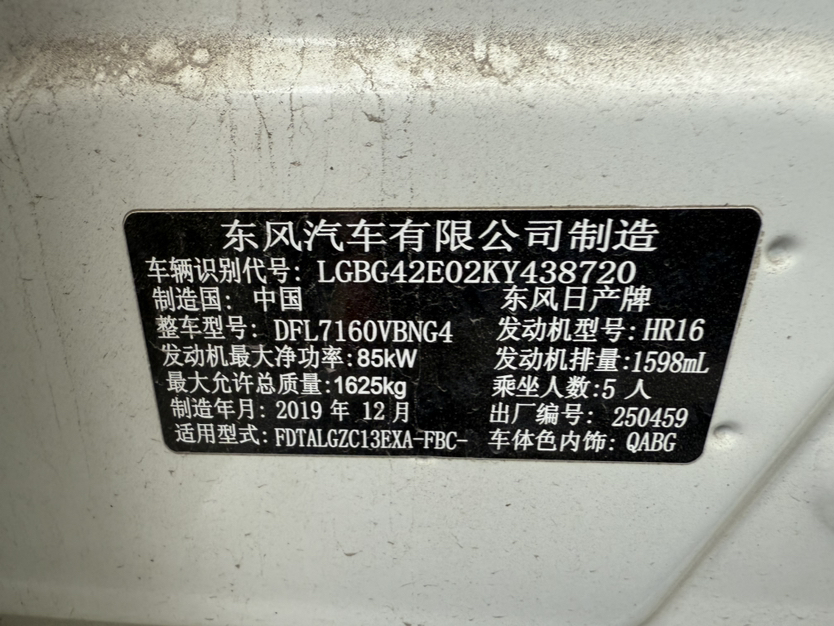 东风汽车有限公司制造
车辆识别代号: LGBG42E02KY438720
制造国: 中国 东风日产牌
整车型号: DFL7160VBNG4 发动机型号: HR16
发动机最大净功率: 85kW 发动机排量: 1598mL
最大允许总质量: 1625kg 乘坐人数: 5 人
制造年月: 2019 年 12 月 出厂编号: 250459
适用型式: FDTALGZC13EXA-FBC- 车体色内饰: QABG